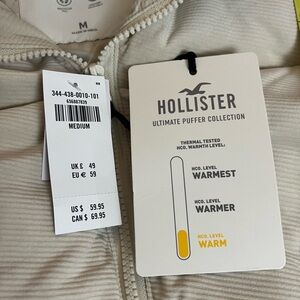 M
344-438-0010-101
656887839
MEDIUM
UK £ 49
EU € 59
US $ 59.95
CAN $ 69.95
HOLLISTER
ULTIMATE PUFFER COLLECTION
THERMAL TESTED
HCO. WARMTH LEVEL:
HCO. LEVEL
WARMEST
HCO. LEVEL
WARMER
HCO. LEVEL
WARM